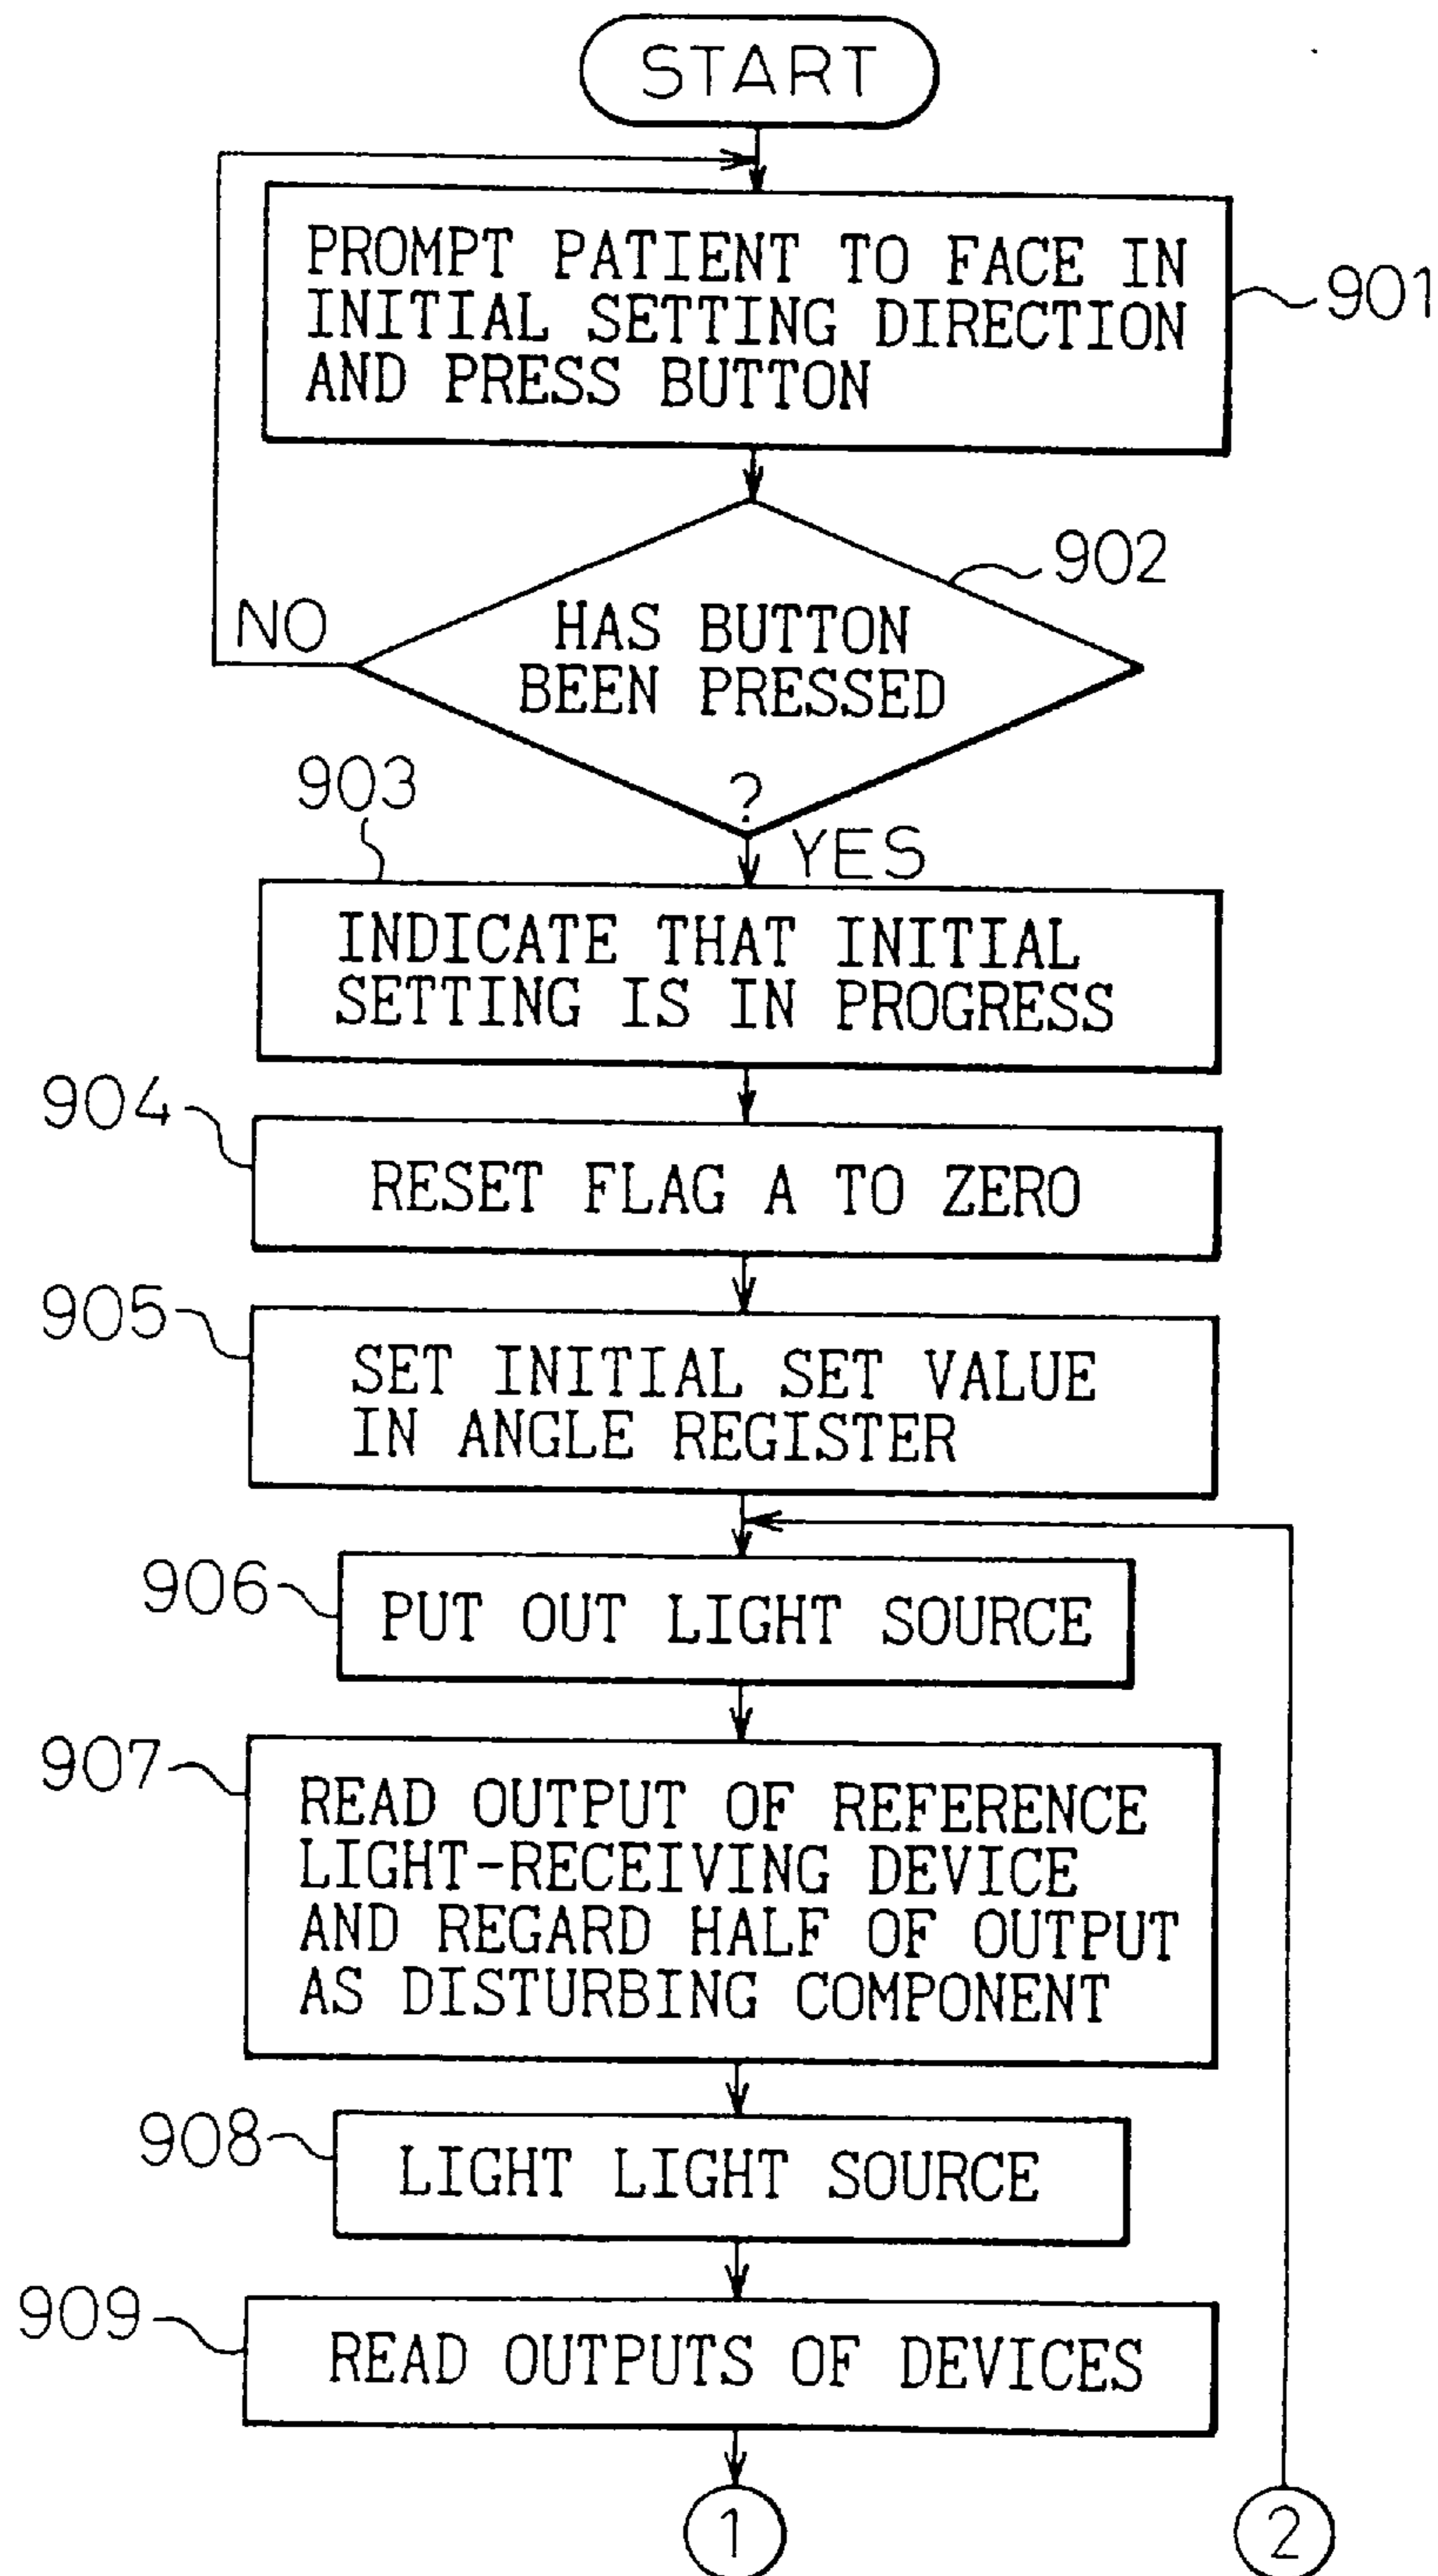 START
PROMPT PATIENT TO FACE IN
INITIAL SETTING DIRECTION
AND PRESS BUTTON
901
902
HAS BUTTON
BEEN PRESSED
?
NO
YES
903
INDICATE THAT INITIAL
SETTING IS IN PROGRESS
904
RESET FLAG A TO ZERO
905
SET INITIAL SET VALUE
IN ANGLE REGISTER
906
PUT OUT LIGHT SOURCE
907
READ OUTPUT OF REFERENCE
LIGHT-RECEIVING DEVICE
AND REGARD HALF OF OUTPUT
AS DISTURBING COMPONENT
908
LIGHT LIGHT SOURCE
909
READ OUTPUTS OF DEVICES
1
2